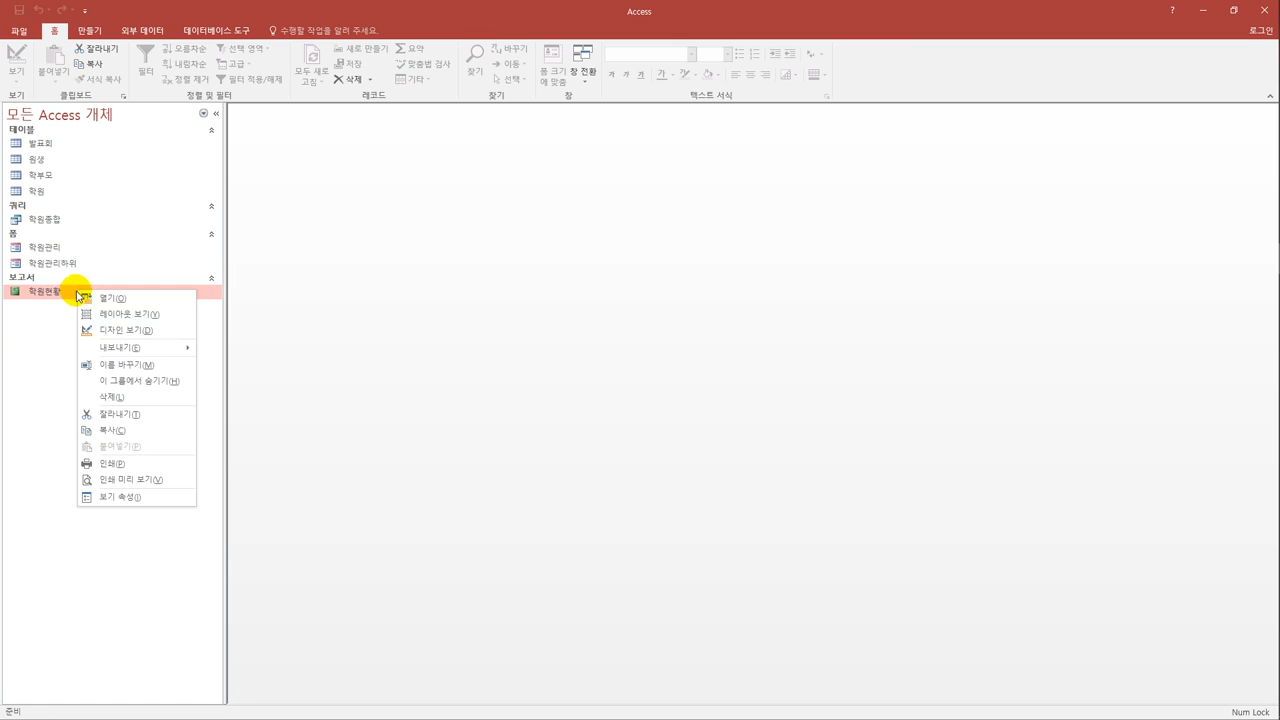 Access
?
로그인
파일 홈 만들기 외부 데이터 데이터베이스 도구 수행할 작업을 알려 주세요.
보기
붙여넣기
잘라내기
복사
서식 복사
필터
오름차순
내림차순
정렬 제거
선택 영역
고급
필터 적용/해제
모두 새로 고침
새로 만들기
저장
삭제
요약
맞춤법 검사
기타
찾기
바꾸기
이동
선택
폼 크기에 맞춤
창 전환
가 가 가 가
보기 클립보드 정렬 및 필터 레코드 찾기 창 텍스트 서식
모든 Access 개체
테이블
발표회
원생
학부모
학원
쿼리
학원종합
폼
학원관리
학원관리하위
보고서
학원현황
열기(O)
레이아웃 보기(Y)
디자인 보기(D)
내보내기(E)
이름 바꾸기(M)
이 그룹에서 숨기기(H)
삭제(L)
잘라내기(T)
복사(C)
붙여넣기(P)
인쇄(P)
인쇄 미리 보기(V)
보기 속성(I)
준비
Num Lock